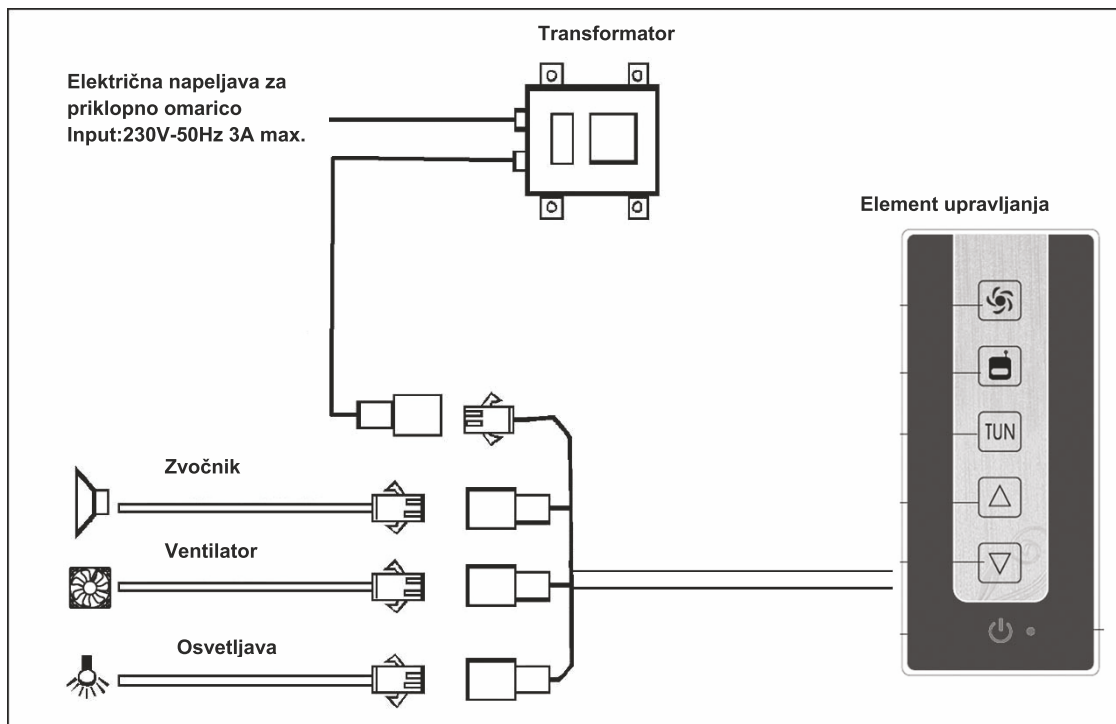 Transformator
Električna napeljava za
priklopno omarico
Input:230V-50Hz 3A max.
Element upravljanja
TUN
Zvočnik
Ventilator
Osvetljava